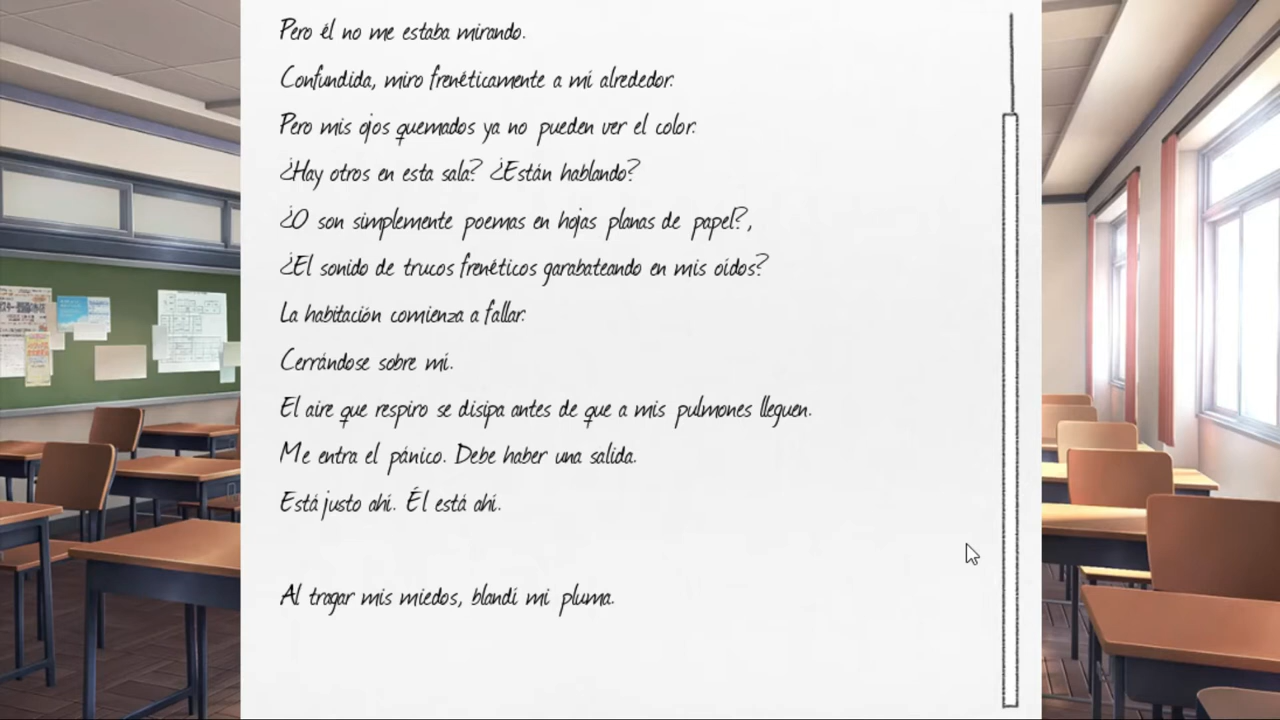 Pero él no me estaba mirando.
Confundida, miro frenéticamente a mí alrededor.
Pero mis ojos quemados ya no pueden ver el color.
¿Hay otros en esta sala? ¿Están hablando?
¿O son simplemente poemas en hojas planas de papel?,
¿El sonido de trucos frenéticos garabateando en mis oídos?
La habitación comienza a fallar.
Cerrándose sobre mí.
El aire que respiro se disipa antes de que a mis pulmones lleguen.
Me entra el pánico. Debe haber una salida.
Está justo ahí. Él está ahí.
Al tragar mis miedos, blandí mi pluma.